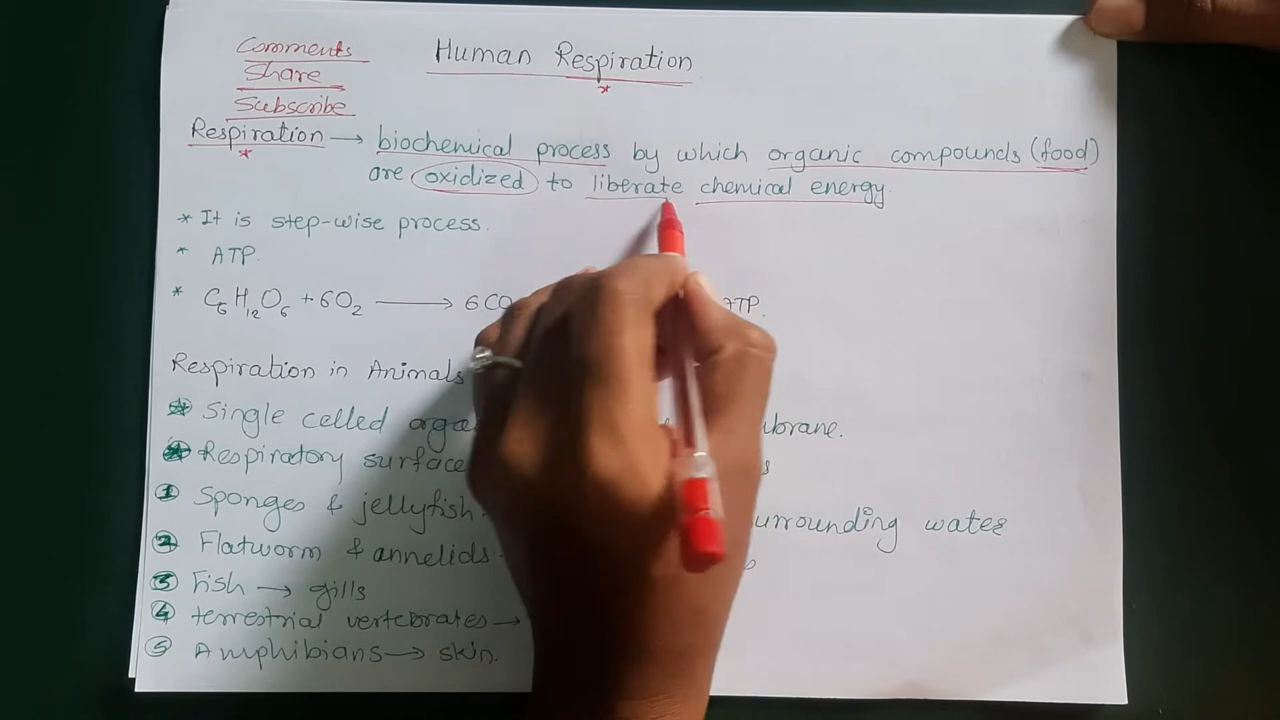 Comments
Share
Subscribe
Human Respiration
Respiration → biochemical process by which organic compounds (food)
are oxidized to liberate chemical energy.
* It is step-wise process.
* ATP.
* C6H12O6 + 6O2 → 6CO ATP.
Respiration in Animals
Single celled
Respiratory surface
① Sponges & jellyfish urrounding water
② Flatworm & annelids
③ Fish → gills
④ terrestrial vertebrates →
⑤ Amphibians → skin.